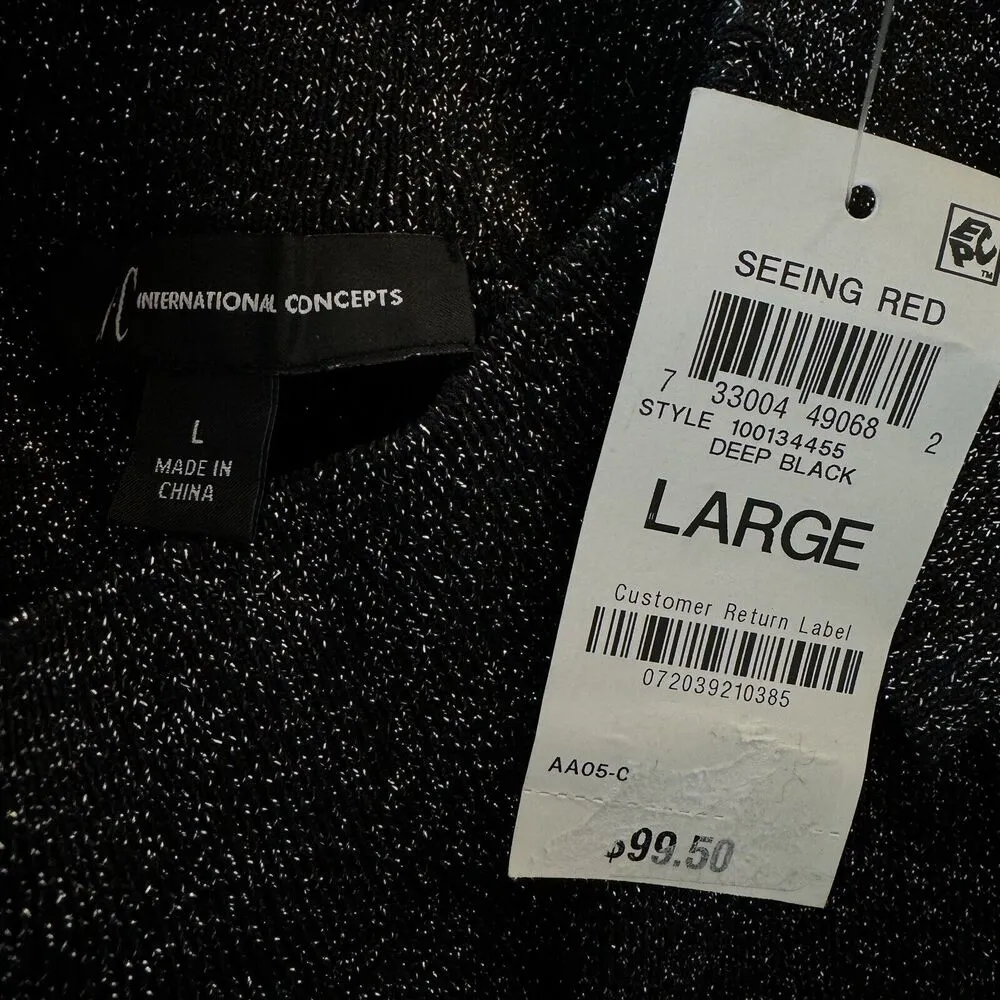 INTERNATIONAL CONCEPTS
L
MADE IN
CHINA
EPC™
SEEING RED
7 33004 49068 2
STYLE 100134455
DEEP BLACK
LARGE
Customer Return Label
072039210385
AA05-C
$99.50